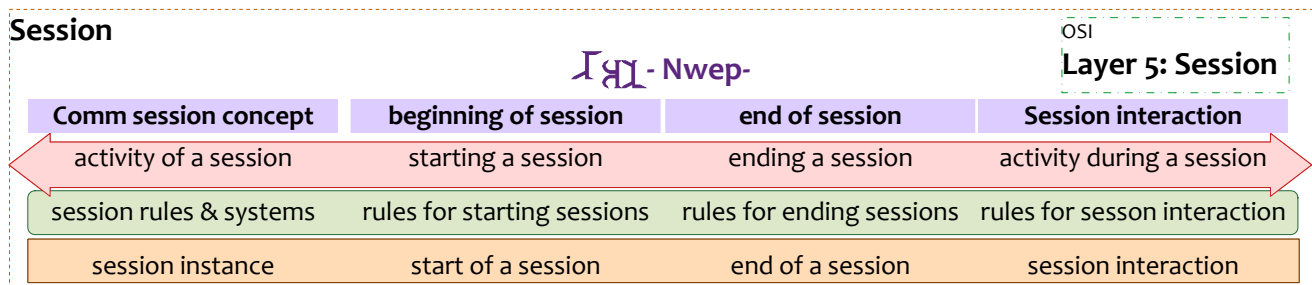 Session
OSI
Layer 5: Session
- Nwep-
Comm session concept beginning of session end of session Session interaction
activity of a session starting a session ending a session activity during a session
session rules & systems rules for starting sessions rules for ending sessions rules for sesson interaction
session instance start of a session end of a session session interaction